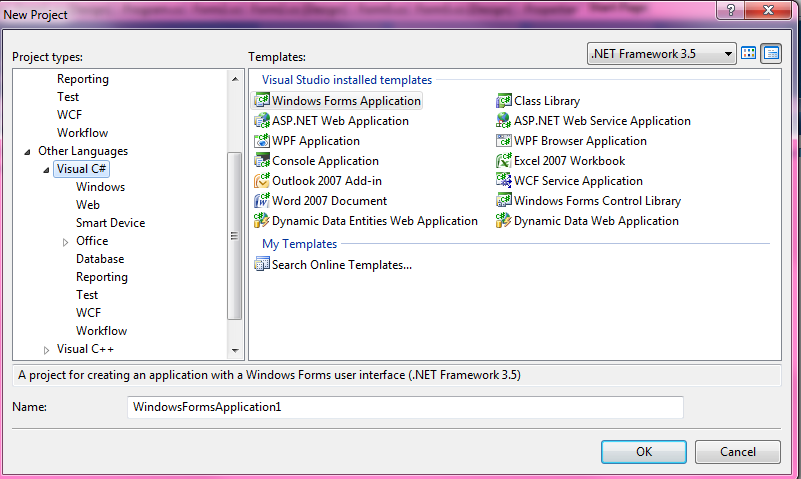 New Project
Project types:
Templates:
.NET Framework 3.5
Reporting
Test
WCF
Workflow
Other Languages
Visual C#
Windows
Web
Smart Device
Office
Database
Reporting
Test
WCF
Workflow
Visual C++
Visual Studio installed templates
Windows Forms Application
Class Library
ASP.NET Web Application
ASP.NET Web Service Application
WPF Application
WPF Browser Application
Console Application
Excel 2007 Workbook
Outlook 2007 Add-in
WCF Service Application
Word 2007 Document
Windows Forms Control Library
Dynamic Data Entities Web Application
Dynamic Data Web Application
My Templates
Search Online Templates...
A project for creating an application with a Windows Forms user interface (.NET Framework 3.5)
Name:
WindowsFormsApplication1
OK
Cancel